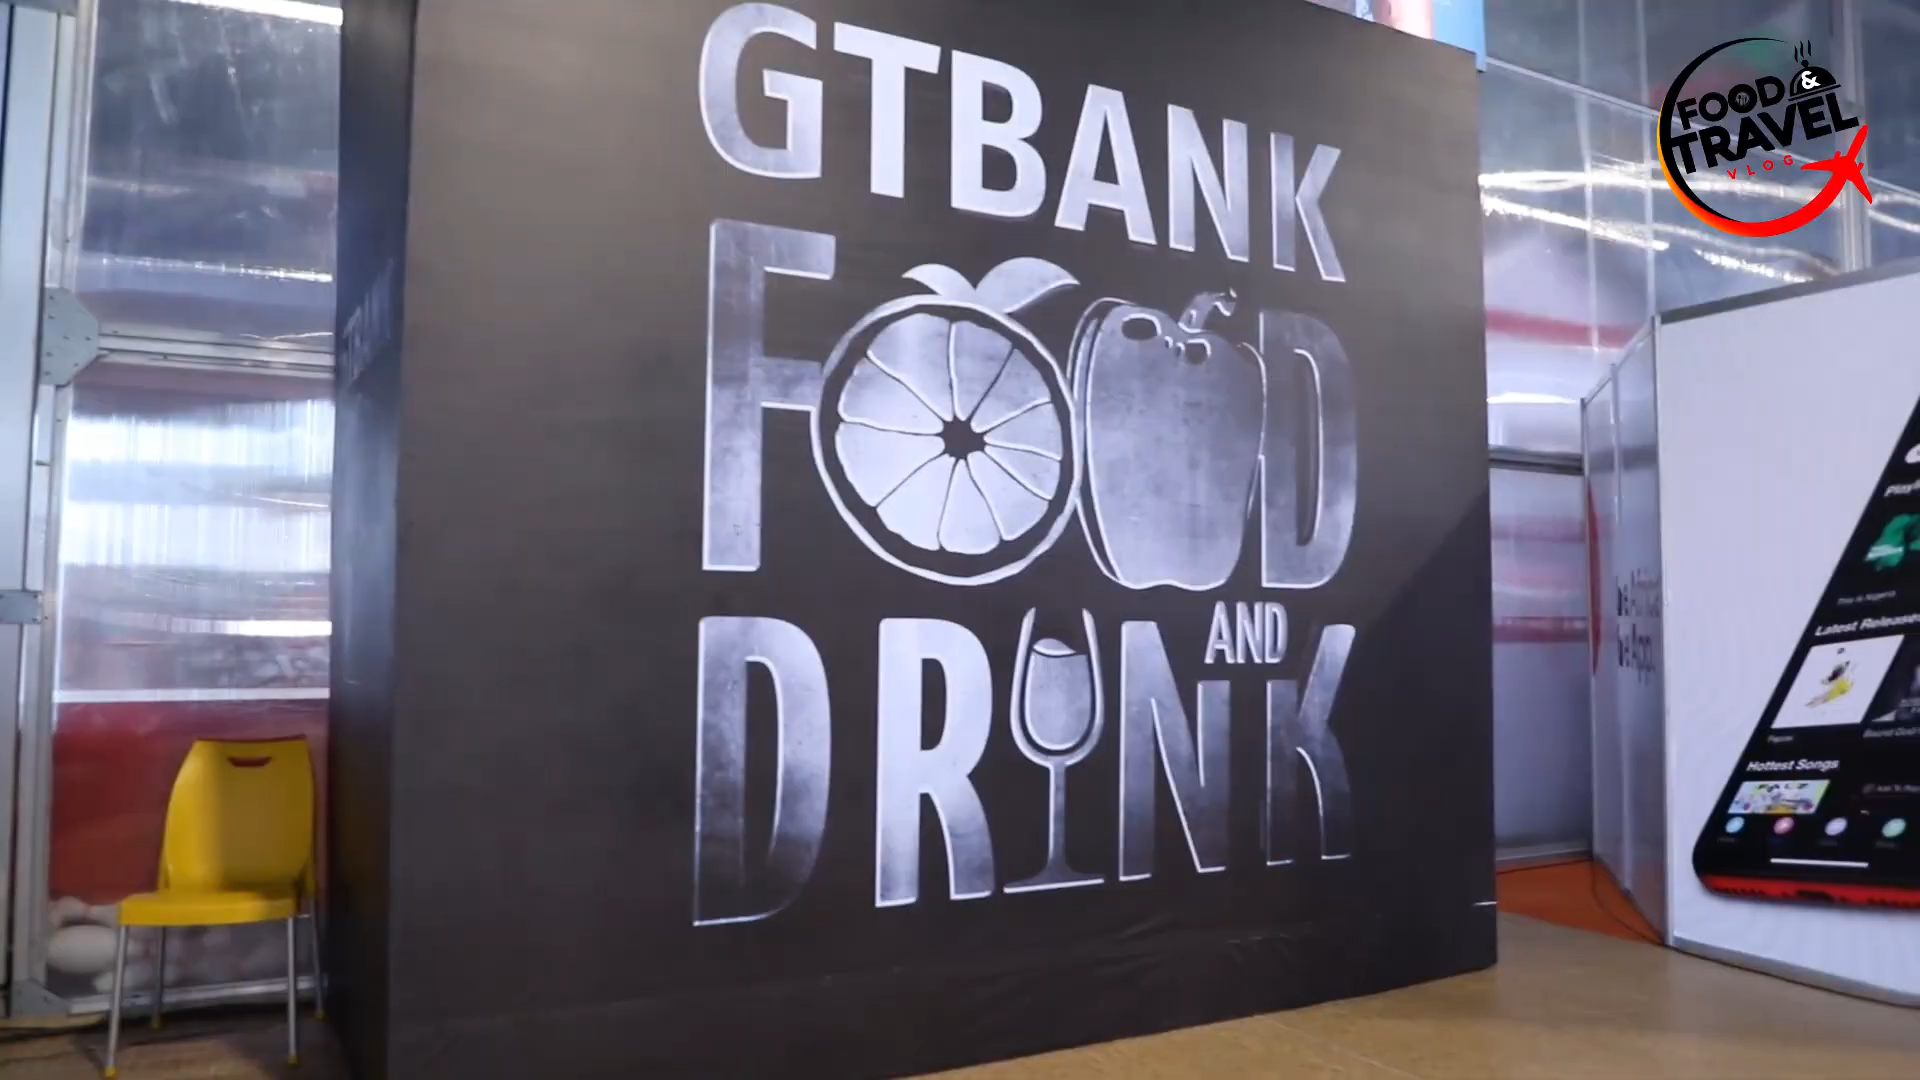 GTBANK
FOOD
AND
DRINK
FOOD &
TRAVEL
VLOG
Latest Releases
Hottest Songs